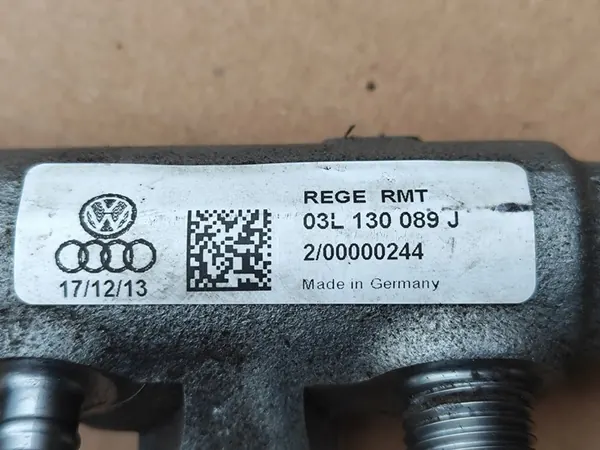 REGE RMT
03L 130 089 J
2/00000244
Made in Germany
17/12/13